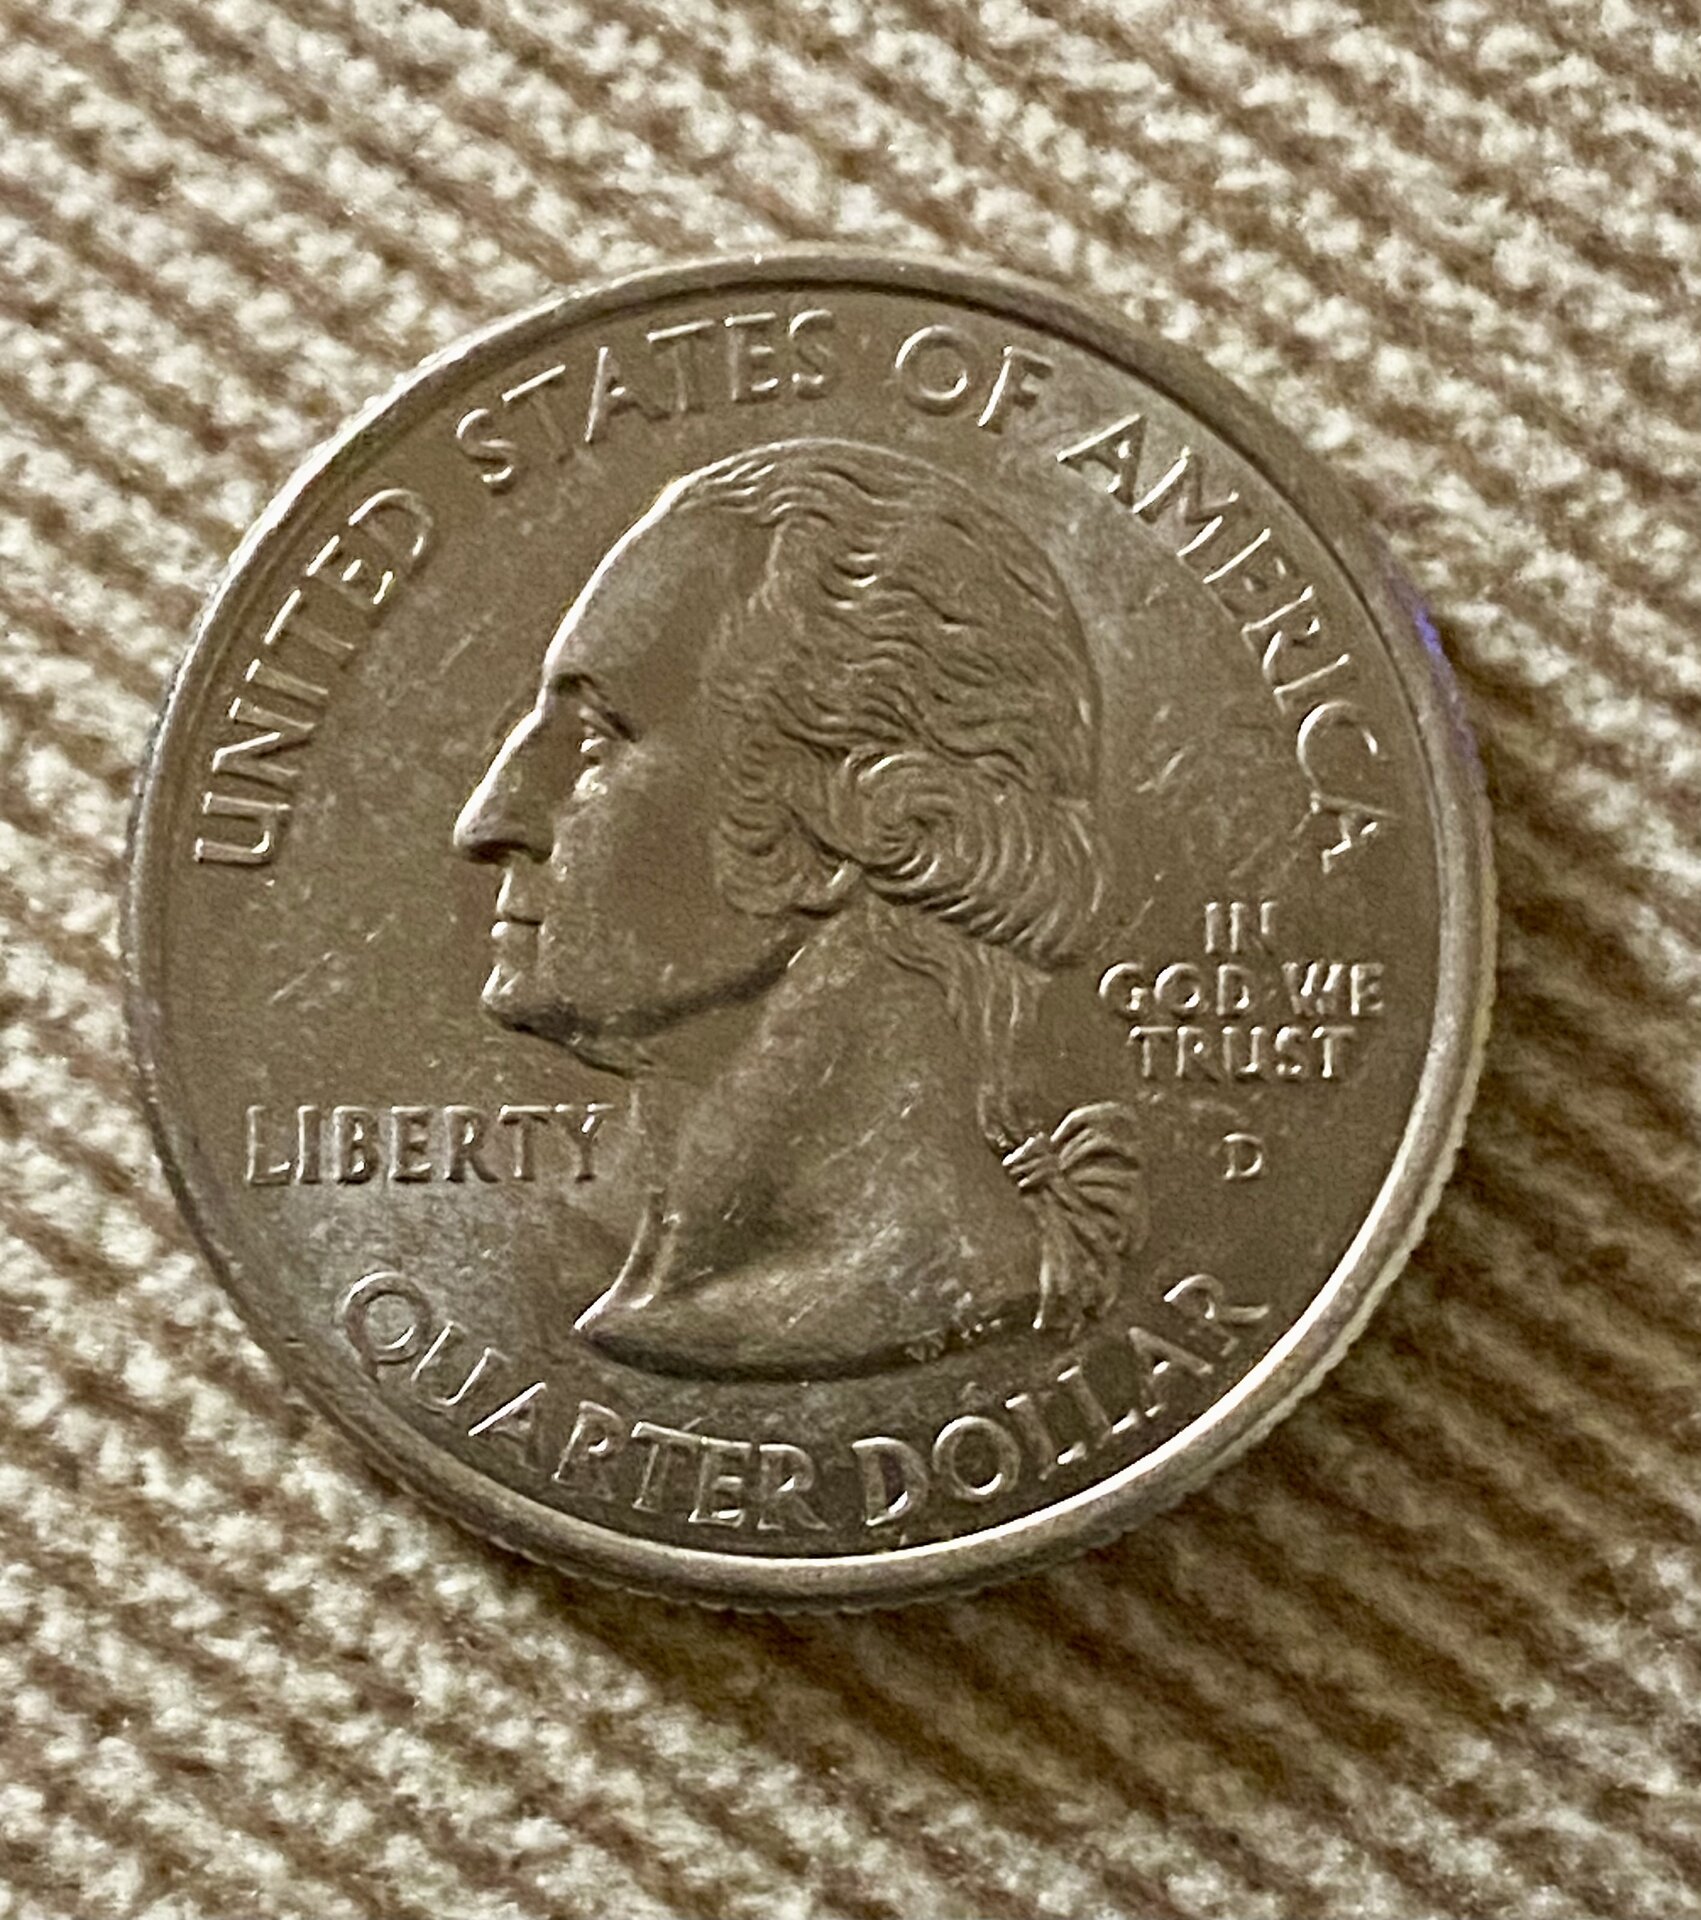 UNITED STATES OF AMERICA
IN
GOD WE
TRUST
LIBERTY
D
QUARTER DOLLAR